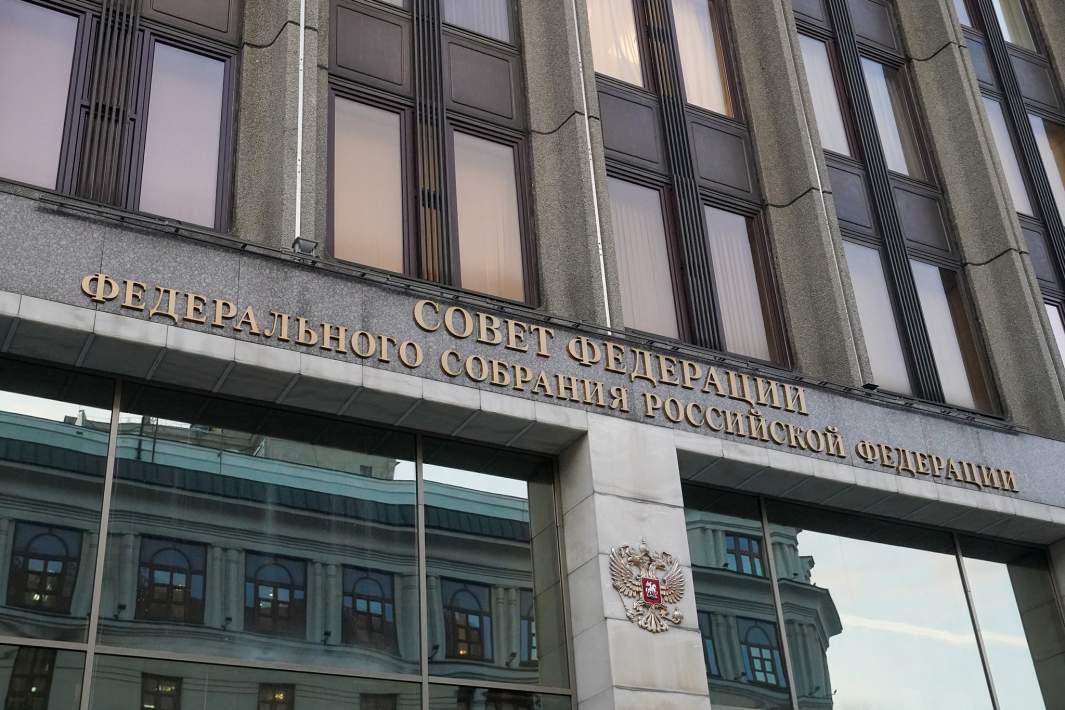 СОВЕТ ФЕДЕРАЦИИ
ФЕДЕРАЛЬНОГО СОБРАНИЯ РОССИЙСКОЙ ФЕДЕРАЦИИ